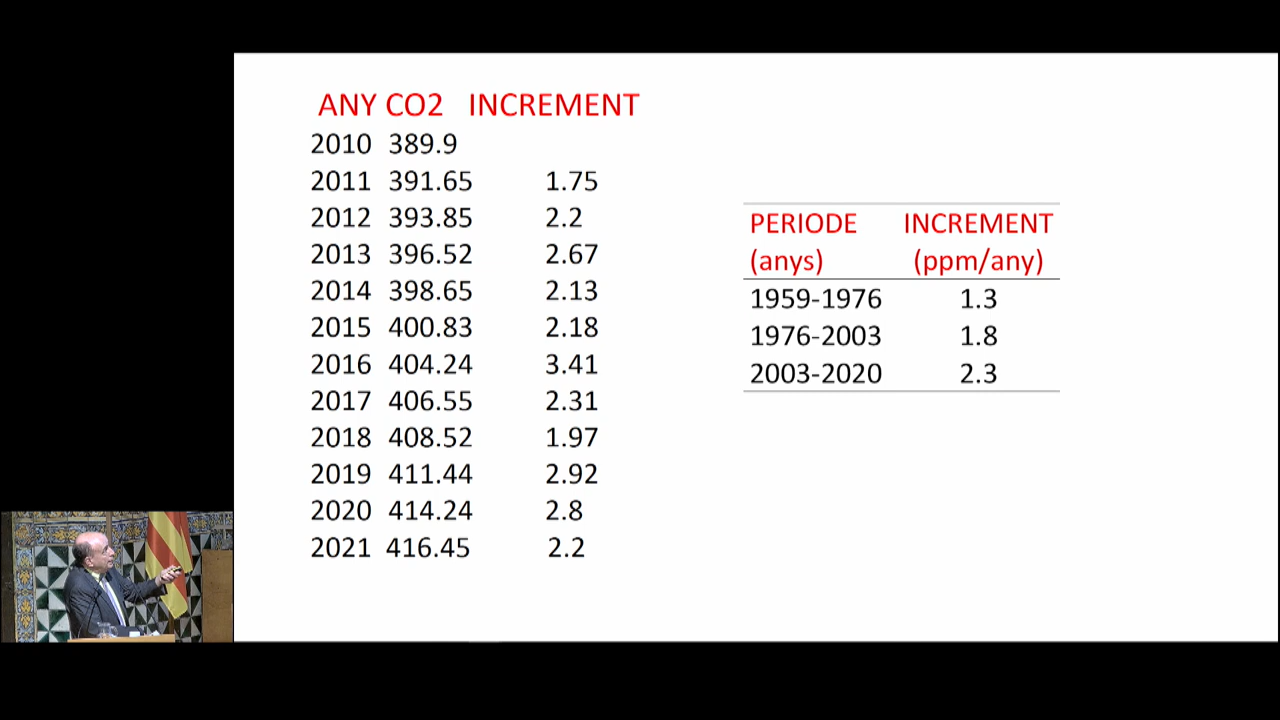 ANY CO2 INCREMENT
2010 389.9
2011 391.65 1.75
2012 393.85 2.2
2013 396.52 2.67
2014 398.65 2.13
2015 400.83 2.18
2016 404.24 3.41
2017 406.55 2.31
2018 408.52 1.97
2019 411.44 2.92
2020 414.24 2.8
2021 416.45 2.2
PERIODE INCREMENT
(anys) (ppm/any)
1959-1976 1.3
1976-2003 1.8
2003-2020 2.3